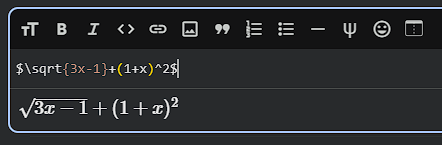 $\sqrt{3x-1}+(1+x)^2$
√(3x − 1) + (1 + x)²